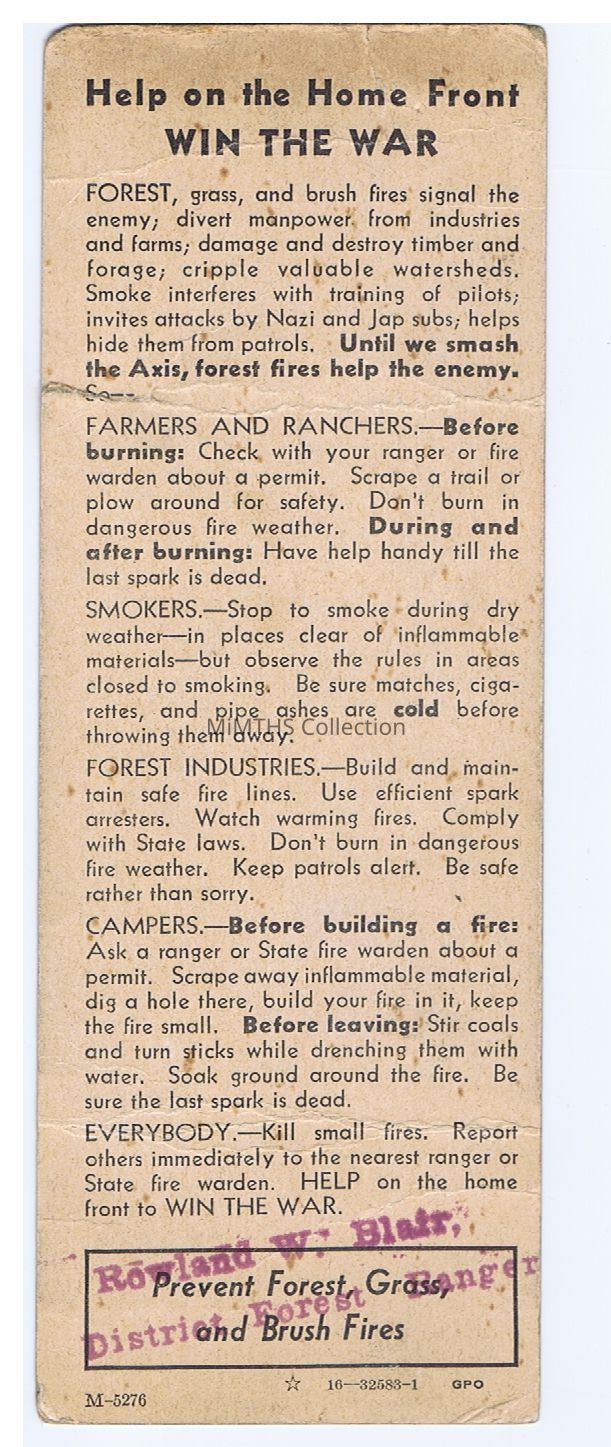 Help on the Home Front
WIN THE WAR
FOREST, grass, and brush fires signal the
enemy; divert manpower from industries
and farms; damage and destroy timber and
forage; cripple valuable watersheds.
Smoke interferes with training of pilots;
invites attacks by Nazi and Jap subs; helps
hide them from patrols. Until we smash
the Axis, forest fires help the enemy.
So--
FARMERS AND RANCHERS.—Before
burning: Check with your ranger or fire
warden about a permit. Scrape a trail or
plow around for safety. Don't burn in
dangerous fire weather. During and
after burning: Have help handy till the
last spark is dead.
SMOKERS.—Stop to smoke during dry
weather—in places clear of inflammable
materials—but observe the rules in areas
closed to smoking. Be sure matches, ciga-
rettes, and pipe ashes are cold before
throwing them away.
MiMTHS Collection
FOREST INDUSTRIES.—Build and main-
tain safe fire lines. Use efficient spark
arresters. Watch warming fires. Comply
with State laws. Don't burn in dangerous
fire weather. Keep patrols alert. Be safe
rather than sorry.
CAMPERS.—Before building a fire:
Ask a ranger or State fire warden about a
permit. Scrape away inflammable material,
dig a hole there, build your fire in it, keep
the fire small. Before leaving: Stir coals
and turn sticks while drenching them with
water. Soak ground around the fire. Be
sure the last spark is dead.
EVERYBODY.—Kill small fires. Report
others immediately to the nearest ranger or
State fire warden. HELP on the home
front to WIN THE WAR.
Rowland W. Blair,
District Forest Ranger
Prevent Forest, Grass,
and Brush Fires
☆ 16—32583-1 GPO
M-5276